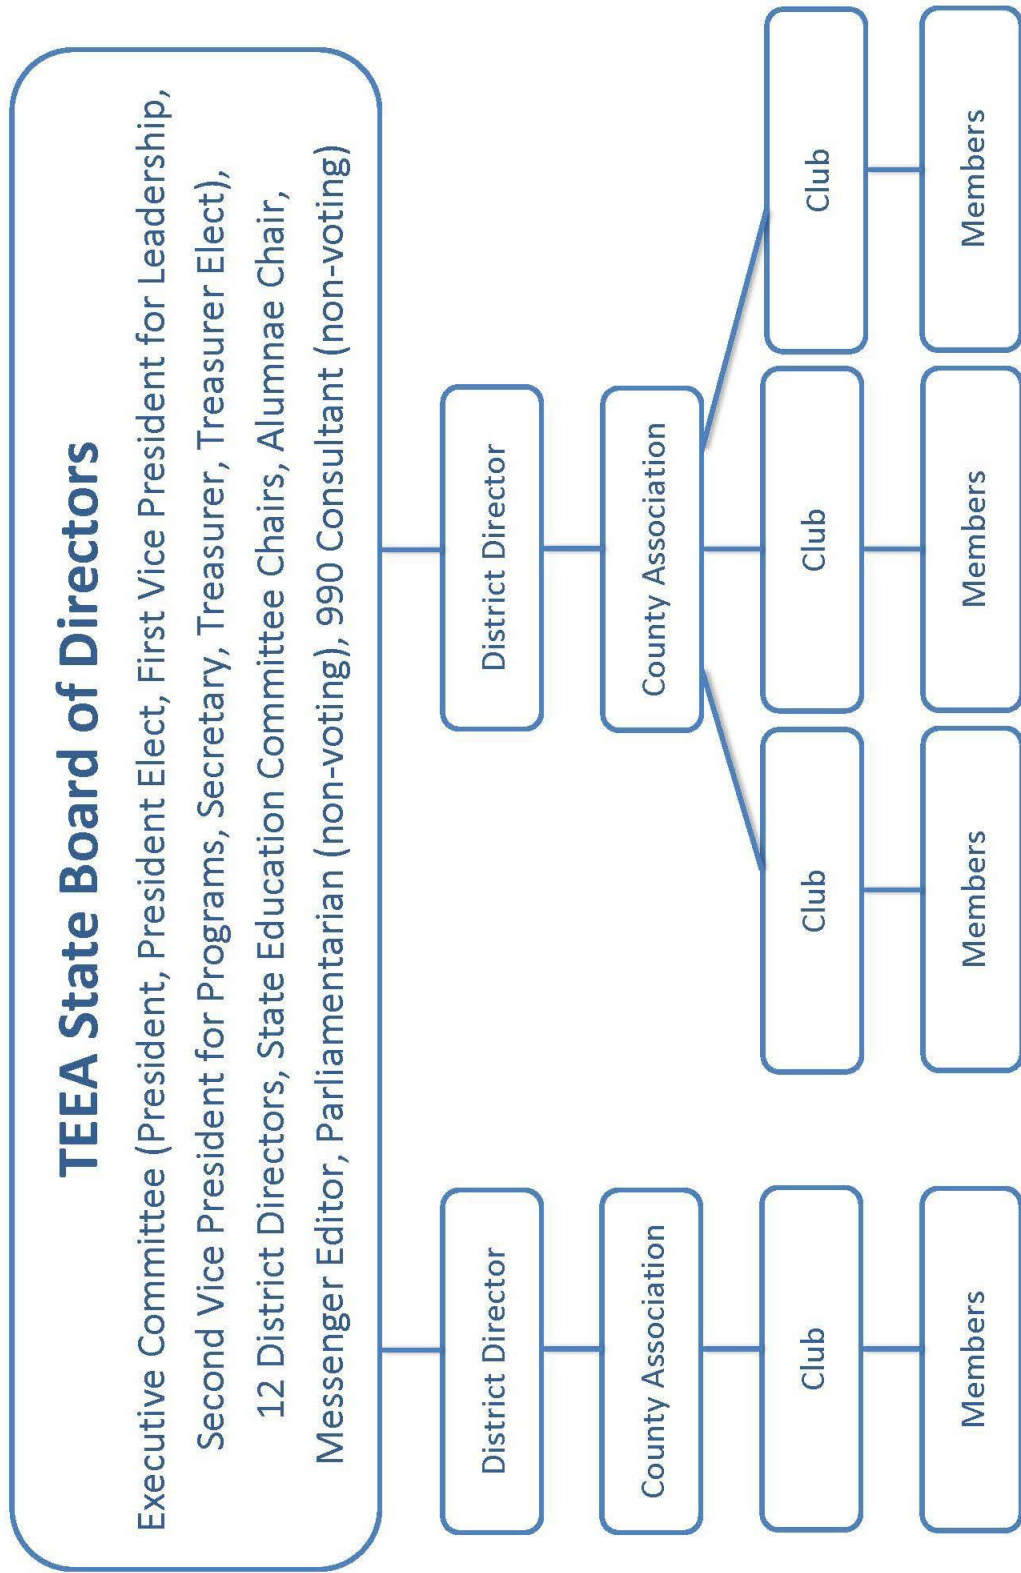 TEEA State Board of Directors
Executive Committee (President, President Elect, First Vice President for Leadership,
Second Vice President for Programs, Secretary, Treasurer, Treasurer Elect),
12 District Directors, State Education Committee Chairs, Alumnae Chair,
Messenger Editor, Parliamentarian (non-voting), 990 Consultant (non-voting)
District Director
District Director
County Association
County Association
Club
Club
Club
Club
Members
Members
Members
Members